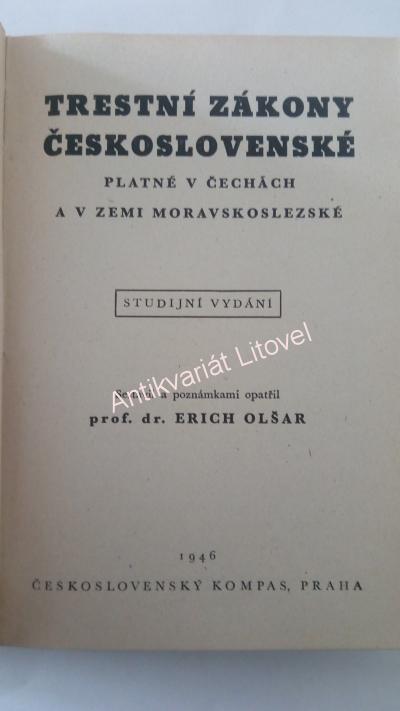 TRESTNÍ ZÁKONY
ČESKOSLOVENSKÉ
PLATNÉ V ČECHÁCH
A V ZEMI MORAVSKOSLEZSKÉ
STUDIJNÍ VYDÁNÍ
Antikvariát Litovel
a poznámkami opatřil
prof. dr. ERICH OLŠAR
1946
ČESKOSLOVENSKÝ KOMPAS, PRAHA